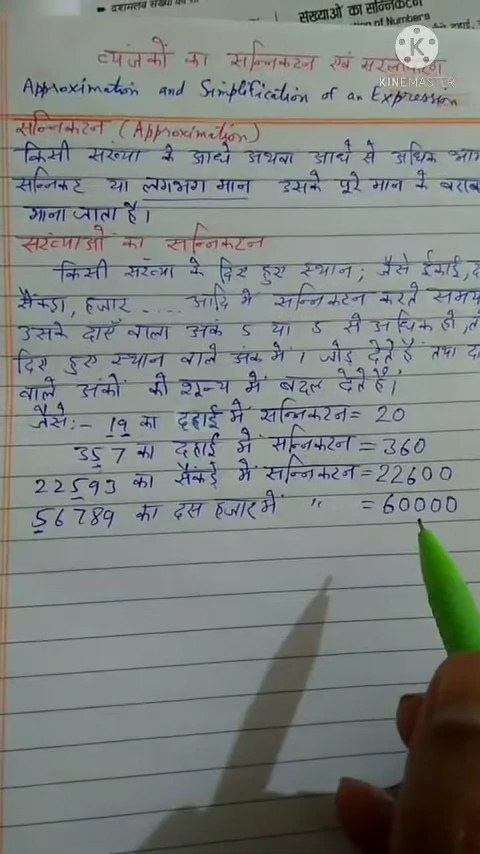 दशमलव संख्या का
संख्याओं का सन्निकटन
of Numbers
KINEMASTER
व्यंजकों का सन्निकटन एवं सरलीकरण
Approximation and Simplification of an Expression
सन्निकटन (Approximation)
किसी संख्या के आधे अथवा आधे से अधिक भाग
सन्निकट या लगभग मान उसके पूरे मान के बराब
माना जाता है।
संख्याओं का सन्निकटन
किसी संख्या के दिए हुए स्थान; जैसे ईकाई, द
सैंकडा, हजार .... आदि में सन्निकटन करते समय
उसके दाएँ वाला अंक 5 या 5 से अधिक हो, तो
दिए हुए स्थान वाले अंक में 1 जोड़ देते हैं तथा दा
वाले अंकों को शून्य में बदल देते हैं।
जैसे:- 19 का दहाई में सन्निकटन = 20
357 का दहाई में सन्निकटन = 360
22593 का सैंकड़े में सन्निकटन = 22600
56789 का दस हजार में " = 60000